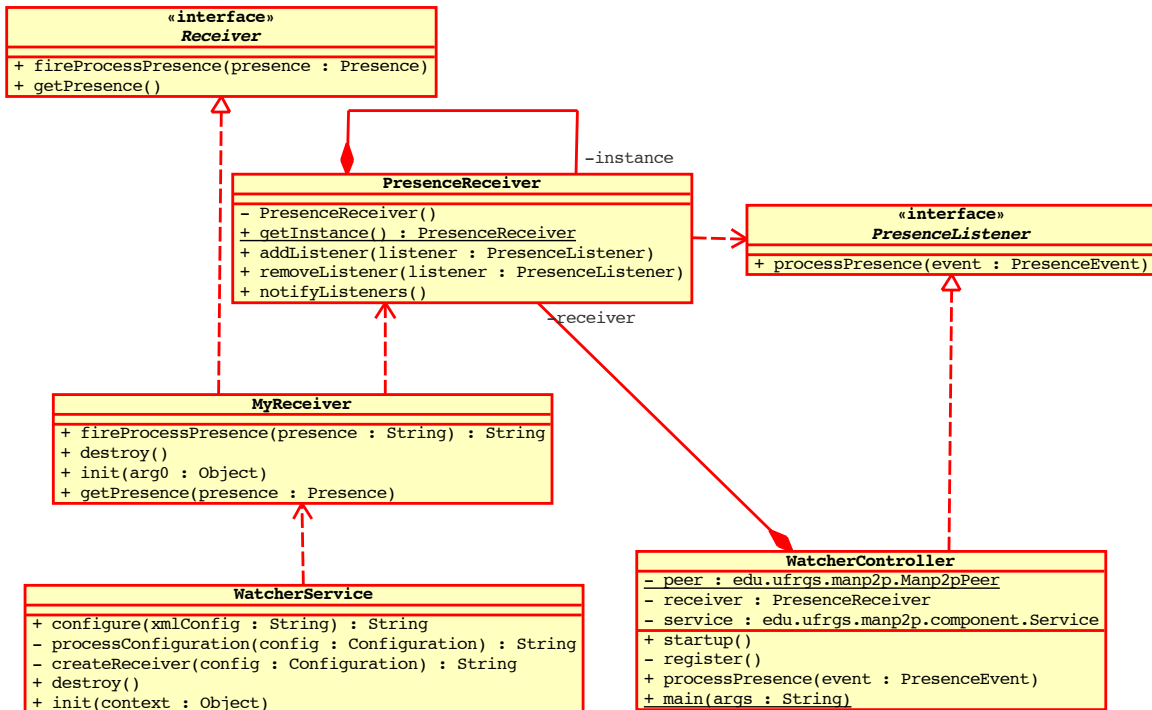 «interface»
Receiver
+ fireProcessPresence(presence : Presence)
+ getPresence()
-instance
PresenceReceiver
- PresenceReceiver()
+ getInstance() : PresenceReceiver
+ addListener(listener : PresenceListener)
+ removeListener(listener : PresenceListener)
+ notifyListeners()
«interface»
PresenceListener
+ processPresence(event : PresenceEvent)
-receiver
MyReceiver
+ fireProcessPresence(presence : String) : String
+ destroy()
+ init(arg0 : Object)
+ getPresence(presence : Presence)
WatcherService
+ configure(xmlConfig : String) : String
- processConfiguration(config : Configuration) : String
- createReceiver(config : Configuration) : String
+ destroy()
+ init(context : Object)
WatcherController
- peer : edu.ufrgs.manp2p.Manp2pPeer
- receiver : PresenceReceiver
- service : edu.ufrgs.manp2p.component.Service
+ startup()
- register()
+ processPresence(event : PresenceEvent)
+ main(args : String)